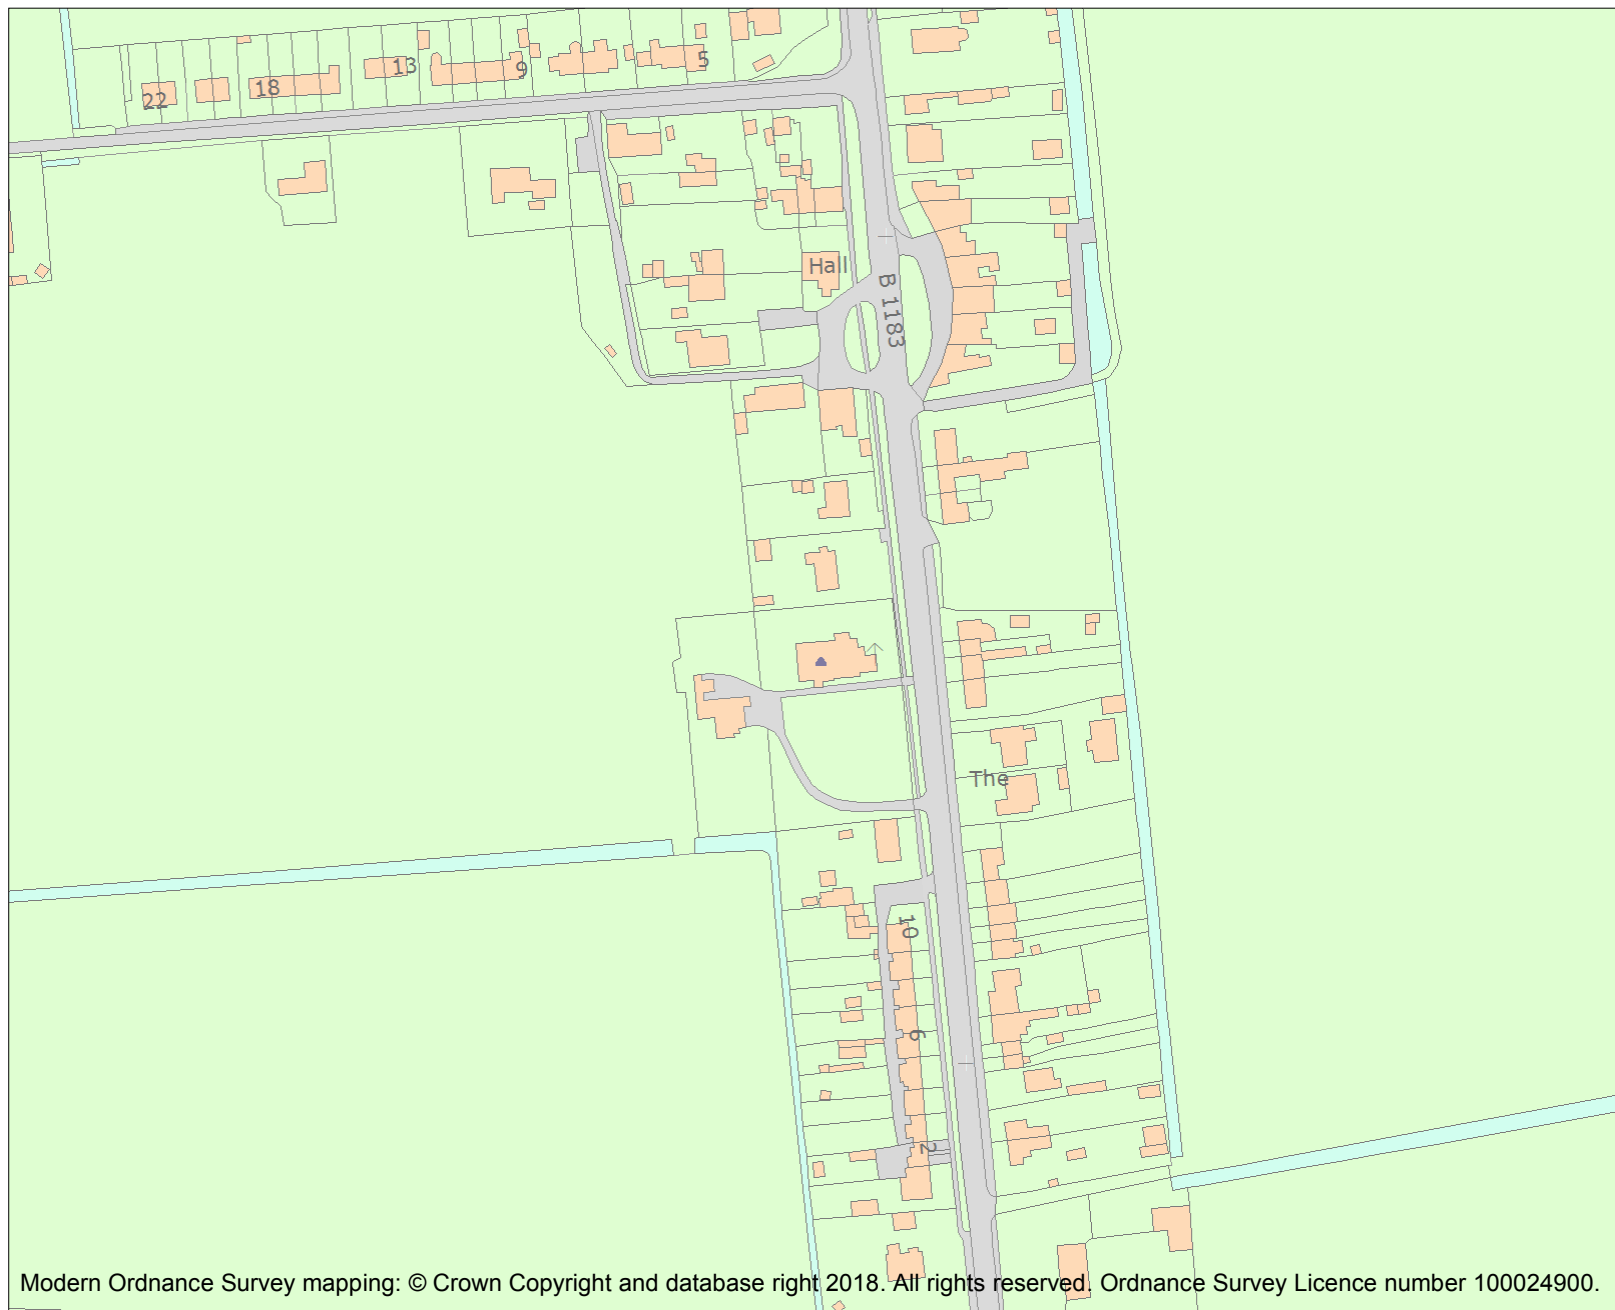 5
13
9
18
22
Hall
B 1183
The
10
6
2
Modern Ordnance Survey mapping: © Crown Copyright and database right 2018. All rights reserved. Ordnance Survey Licence number 100024900.